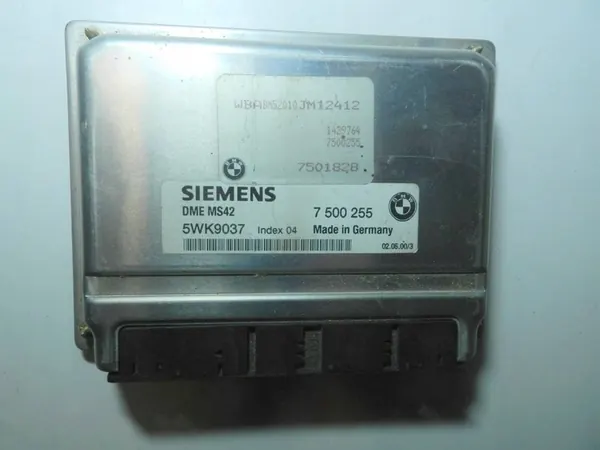 JM12412
1429764
7500255
7501828
SIEMENS
DME MS42 7 500 255
5WK9037 Index 04 Made in Germany
02.05.00/3